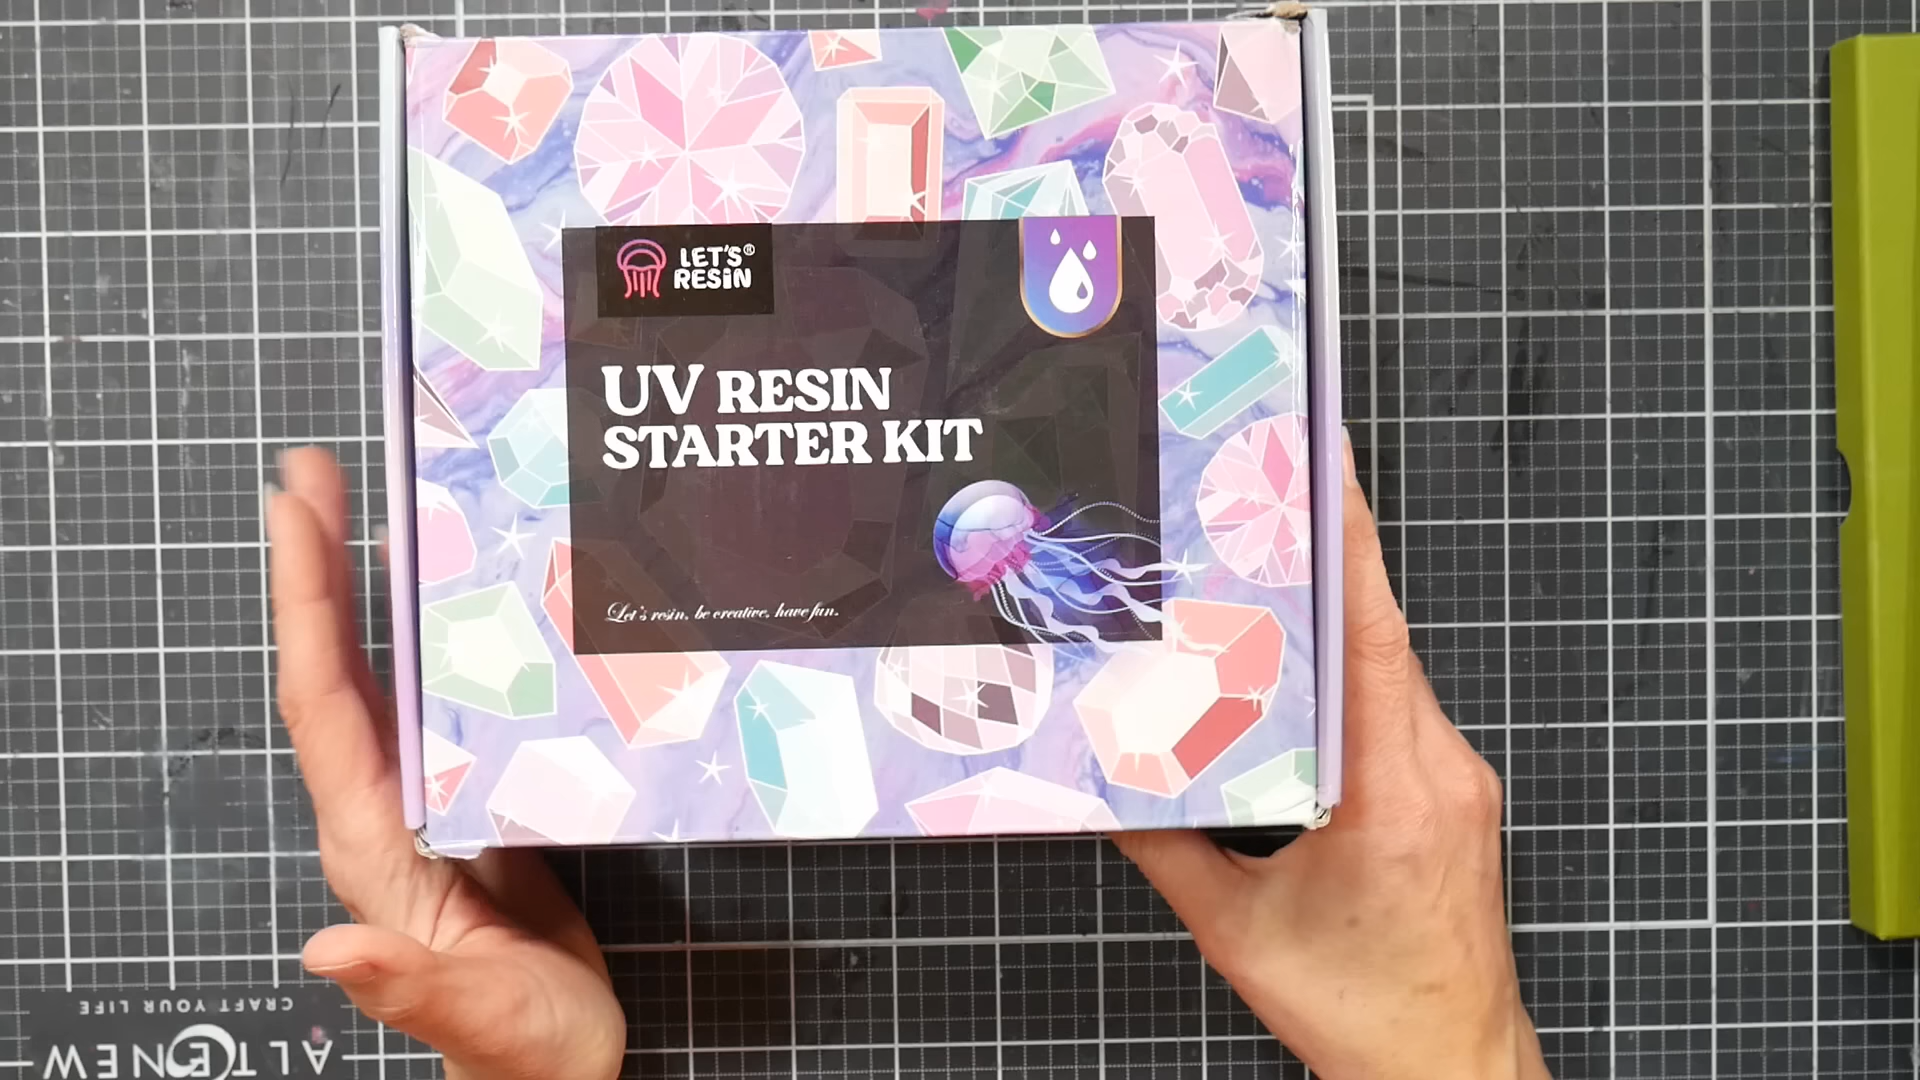 LET'S®
RESIN
UV RESIN
STARTER KIT
Let's resin, be creative, have fun.
CRAFT YOUR LIFE
ALTENEW